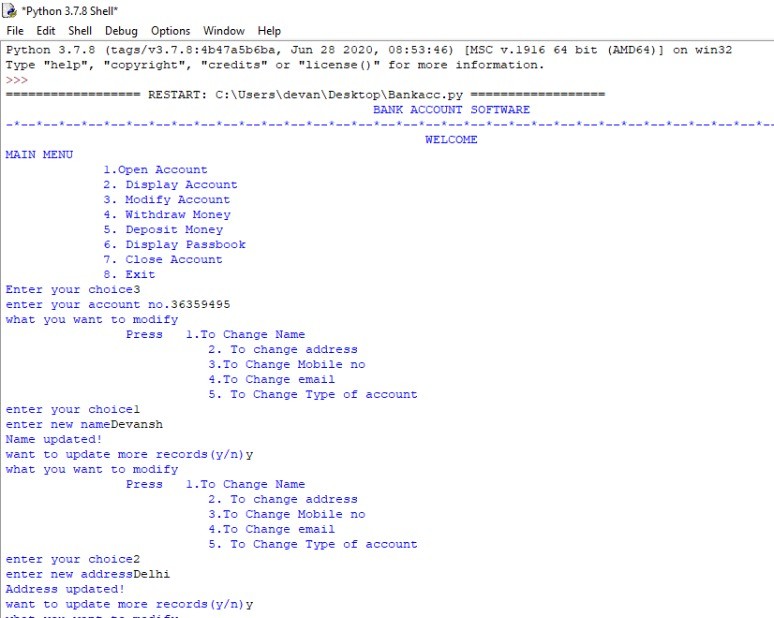 *Python 3.7.8 Shell*
File Edit Shell Debug Options Window Help
Python 3.7.8 (tags/v3.7.8:4b47a5b6ba, Jun 28 2020, 08:53:46) [MSC v.1916 64 bit (AMD64)] on win32
Type "help", "copyright", "credits" or "license()" for more information.
>>>
================== RESTART: C:\Users\devan\Desktop\Bankacc.py ==================
BANK ACCOUNT SOFTWARE
-*--*--*--*--*--*--*--*--*--*--*--*--*--*--*--*--*--*--*--*--*--*--*--*--*--*--*--*--*--*--*--*--*--*--
WELCOME
MAIN MENU
1.Open Account
2. Display Account
3. Modify Account
4. Withdraw Money
5. Deposit Money
6. Display Passbook
7. Close Account
8. Exit
Enter your choice3
enter your account no.36359495
what you want to modify
Press 1.To Change Name
2. To change address
3.To Change Mobile no
4.To Change email
5. To Change Type of account
enter your choice1
enter new nameDevansh
Name updated!
want to update more records(y/n)y
what you want to modify
Press 1.To Change Name
2. To change address
3.To Change Mobile no
4.To Change email
5. To Change Type of account
enter your choice2
enter new addressDelhi
Address updated!
want to update more records(y/n)y
what you want to modify